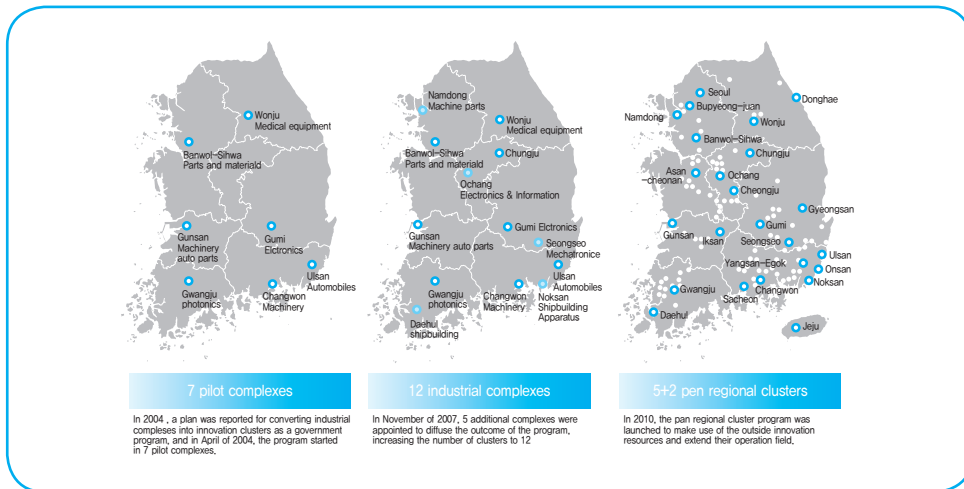 Wonju
Medical equipment
Banwol-Sihwa
Parts and materiald
Gunsan
Machinery
auto parts
Gumi
Elctronics
Ulsan
Automobiles
Gwangju
photonics
Changwon
Machinery
Namdong
Machine parts
Wonju
Medical equipment
Banwol-Sihwa
Parts and materiald
Chungju
Ochang
Electronics & Information
Gunsan
Machinery auto parts
Gumi Elctronics
Seongseo
Mechatronice
Ulsan
Automobiles
Gwangju
photonics
Changwon
Machinery
Noksan
Shipbuilding
Apparatus
Daehul
shipbuilding
Seoul
Bupyeong-juan
Donghae
Namdong
Wonju
Banwol-Sihwa
Chungju
Asan
-cheonan
Ochang
Cheongju
Gyeongsan
Gunsan
Iksan
Gumi
Seongseo
Ulsan
Yangsan-Egok
Onsan
Noksan
Gwangju
Sacheon
Changwon
Daehul
Jeju
7 pilot complexes
In 2004 , a plan was reported for converting industrial
compleses into innovation clusters as a government
program, and in April of 2004, the program started
in 7 pilot complexes.
12 industrial complexes
In November of 2007, 5 additional complexes were
appointed to diffuse the outcome of the program,
increasing the number of clusters to 12
5+2 pen regional clusters
In 2010, the pan regional cluster program was
launched to make use of the outside innovation
resources and extend their operation field.